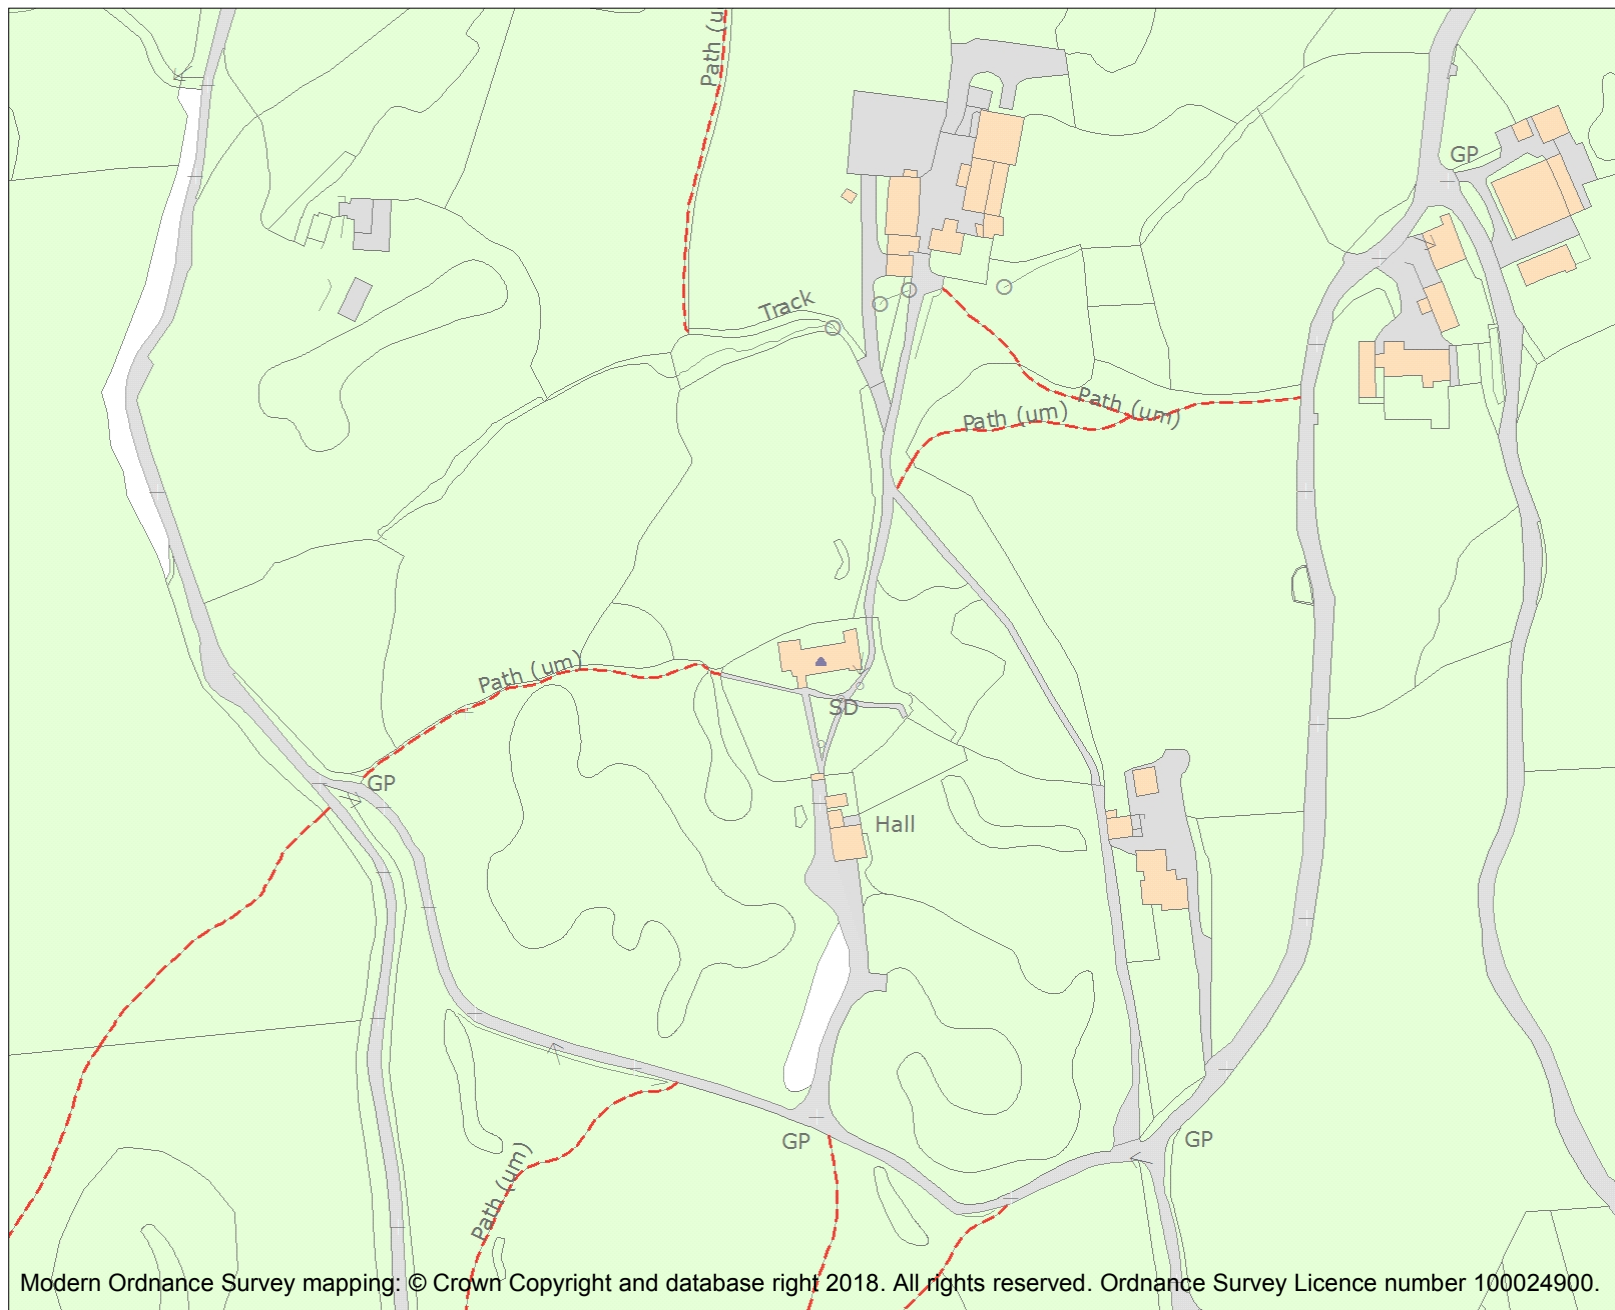 Path (u
GP
Track
Path (um)
Path (um)
Path (um)
SD
GP
Hall
GP
GP
Path (um)
Modern Ordnance Survey mapping: © Crown Copyright and database right 2018. All rights reserved. Ordnance Survey Licence number 100024900.